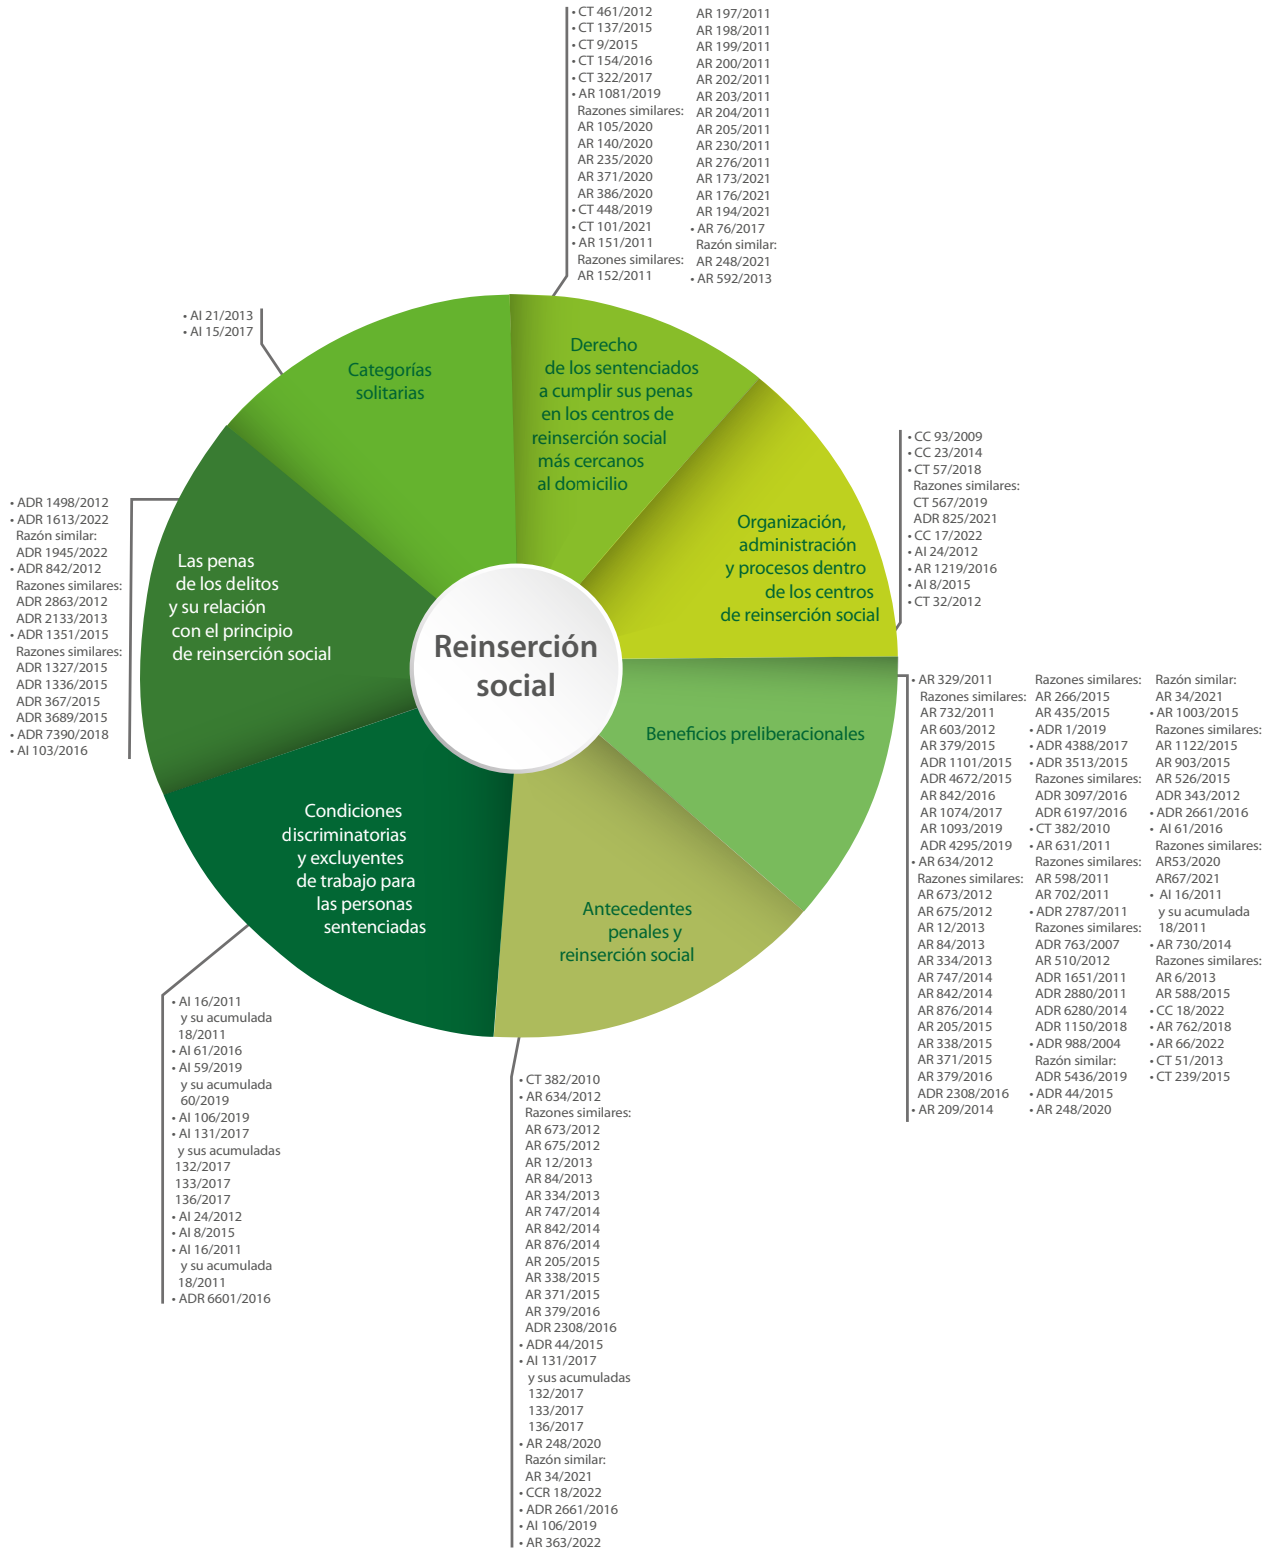 • CT 461/2012
• CT 137/2015
• CT 9/2015
• CT 154/2016
• CT 322/2017
• AR 1081/2019
Razones similares:
AR 105/2020
AR 140/2020
AR 235/2020
AR 371/2020
AR 386/2020
• CT 448/2019
• CT 101/2021
• AR 151/2011
Razones similares:
AR 152/2011
AR 197/2011
AR 198/2011
AR 199/2011
AR 200/2011
AR 202/2011
AR 203/2011
AR 204/2011
AR 205/2011
AR 230/2011
AR 276/2011
AR 173/2021
AR 176/2021
AR 194/2021
• AR 76/2017
Razón similar:
AR 248/2021
• AR 592/2013
• AI 21/2013
• AI 15/2017
Categorías
solitarias
Derecho
de los sentenciados
a cumplir sus penas
en los centros de
reinserción social
más cercanos
al domicilio
• CC 93/2009
• CC 23/2014
• CT 57/2018
Razones similares:
CT 567/2019
ADR 825/2021
• CC 17/2022
• AI 24/2012
• AR 1219/2016
• AI 8/2015
• CT 32/2012
Organización,
administración
y procesos dentro
de los centros
de reinserción social
• ADR 1498/2012
• ADR 1613/2022
Razón similar:
ADR 1945/2022
• ADR 842/2012
Razones similares:
ADR 2863/2012
ADR 2133/2013
• ADR 1351/2015
Razones similares:
ADR 1327/2015
ADR 1336/2015
ADR 367/2015
ADR 3689/2015
• ADR 7390/2018
• AI 103/2016
Las penas
de los delitos
y su relación
con el principio
de reinserción social
Reinserción
social
Beneficios preliberacionales
• AR 329/2011
Razones similares:
AR 732/2011
AR 603/2012
AR 379/2015
ADR 1101/2015
ADR 4672/2015
AR 842/2016
AR 1074/2017
AR 1093/2019
ADR 4295/2019
• AR 634/2012
Razones similares:
AR 673/2012
AR 675/2012
AR 12/2013
AR 84/2013
AR 334/2013
AR 747/2014
AR 842/2014
AR 876/2014
AR 205/2015
AR 338/2015
AR 371/2015
AR 379/2016
ADR 2308/2016
• AR 209/2014
Razones similares:
AR 266/2015
AR 435/2015
• ADR 1/2019
• ADR 4388/2017
• ADR 3513/2015
Razones similares:
ADR 3097/2016
ADR 6197/2016
• CT 382/2010
• AR 631/2011
Razones similares:
AR 598/2011
AR 702/2011
• ADR 2787/2011
Razones similares:
ADR 763/2007
AR 510/2012
ADR 1651/2011
ADR 2880/2011
ADR 6280/2014
ADR 1150/2018
• ADR 988/2004
Razón similar:
ADR 5436/2019
• ADR 44/2015
• AR 248/2020
Razón similar:
AR 34/2021
• AR 1003/2015
Razones similares:
AR 1122/2015
AR 903/2015
AR 526/2015
ADR 343/2012
• ADR 2661/2016
• AI 61/2016
Razones similares:
AR53/2020
AR67/2021
• AI 16/2011
y su acumulada
18/2011
• AR 730/2014
Razones similares:
AR 6/2013
AR 588/2015
• CC 18/2022
• AR 762/2018
• AR 66/2022
• CT 51/2013
• CT 239/2015
Condiciones
discriminatorias
y excluyentes
de trabajo para
las personas
sentenciadas
Antecedentes
penales y
reinserción social
• AI 16/2011
y su acumulada
18/2011
• AI 61/2016
• AI 59/2019
y su acumulada
60/2019
• AI 106/2019
• AI 131/2017
y sus acumuladas
132/2017
133/2017
136/2017
• AI 24/2012
• AI 8/2015
• AI 16/2011
y su acumulada
18/2011
• ADR 6601/2016
• CT 382/2010
• AR 634/2012
Razones similares:
AR 673/2012
AR 675/2012
AR 12/2013
AR 84/2013
AR 334/2013
AR 747/2014
AR 842/2014
AR 876/2014
AR 205/2015
AR 338/2015
AR 371/2015
AR 379/2016
ADR 2308/2016
• ADR 44/2015
• AI 131/2017
y sus acumuladas
132/2017
133/2017
136/2017
• AR 248/2020
Razón similar:
AR 34/2021
• CCR 18/2022
• ADR 2661/2016
• AI 106/2019
• AR 363/2022